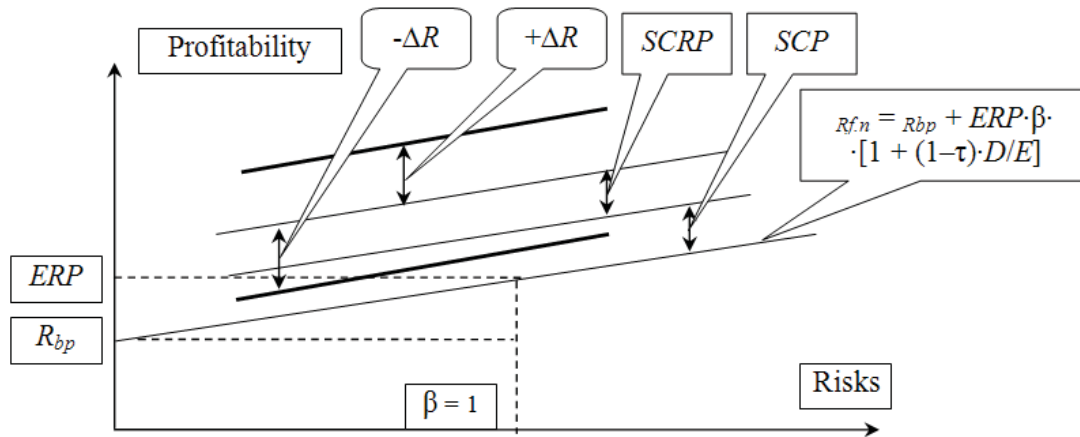 Profitability
-ΔR
+ΔR
SCRP
SCP
Rf.n = Rbp + ERP·β·
·[1 + (1–τ)·D/E]
ERP
Rbp
β = 1
Risks